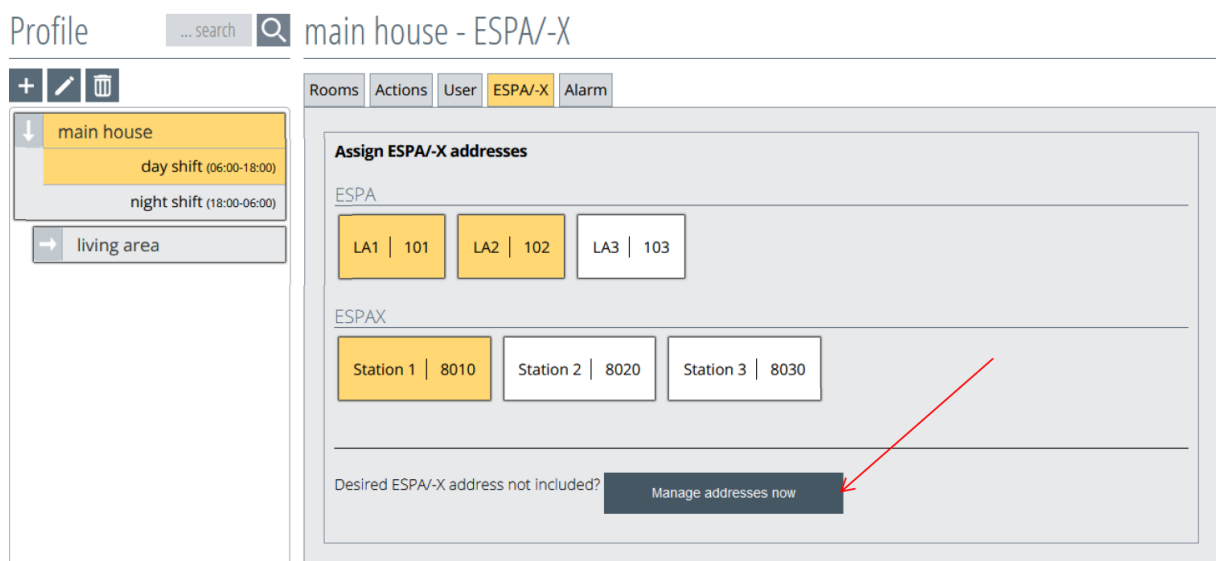 Profile
... search
main house - ESPA/-X
Rooms Actions User ESPA/-X Alarm
main house
day shift (06:00-18:00)
night shift (18:00-06:00)
living area
Assign ESPA/-X addresses
ESPA
LA1 | 101 LA2 | 102 LA3 | 103
ESPAX
Station 1 | 8010 Station 2 | 8020 Station 3 | 8030
Desired ESPA/-X address not included? Manage addresses now